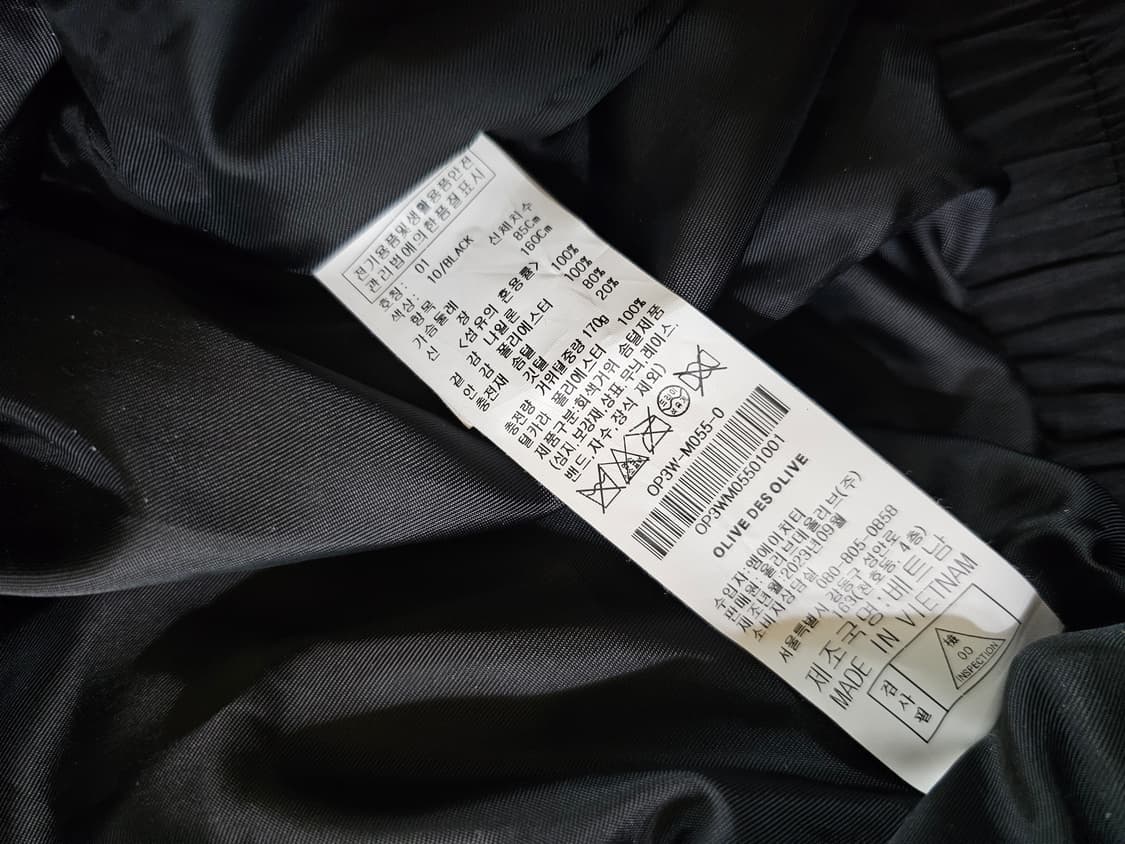 전기용품및생활용품안전
관리법에의한품질표시
호칭: 01
색상: 10/BLACK
항목 신체치수
가슴둘레 85Cm
신 장 160Cm
<섬유의 혼용률>
겉 감 나일론 100%
안 감 폴리에스터 100%
충전재 솜털 80%
깃털 20%
충전량 거위털중량 170g
털카라 폴리에스터 100%
제품구분:회색거위 솜털제품
(심지.보강재.상표.무늬.레이스.
밴드.자수.장식 제외)
OP3W-M055-0
OP3WM05501001
OLIVE DES OLIVE
수입자:엔에이치티
판매원:올리브데올리브(주)
제조년월 2023년09월
소비자상담실 080-805-0858
서울특별시 강동구 성안로
63(천호동, 4층)
제조국명:베트남
MADE IN VIETNAM
검사필
檢
00
INSPECTION